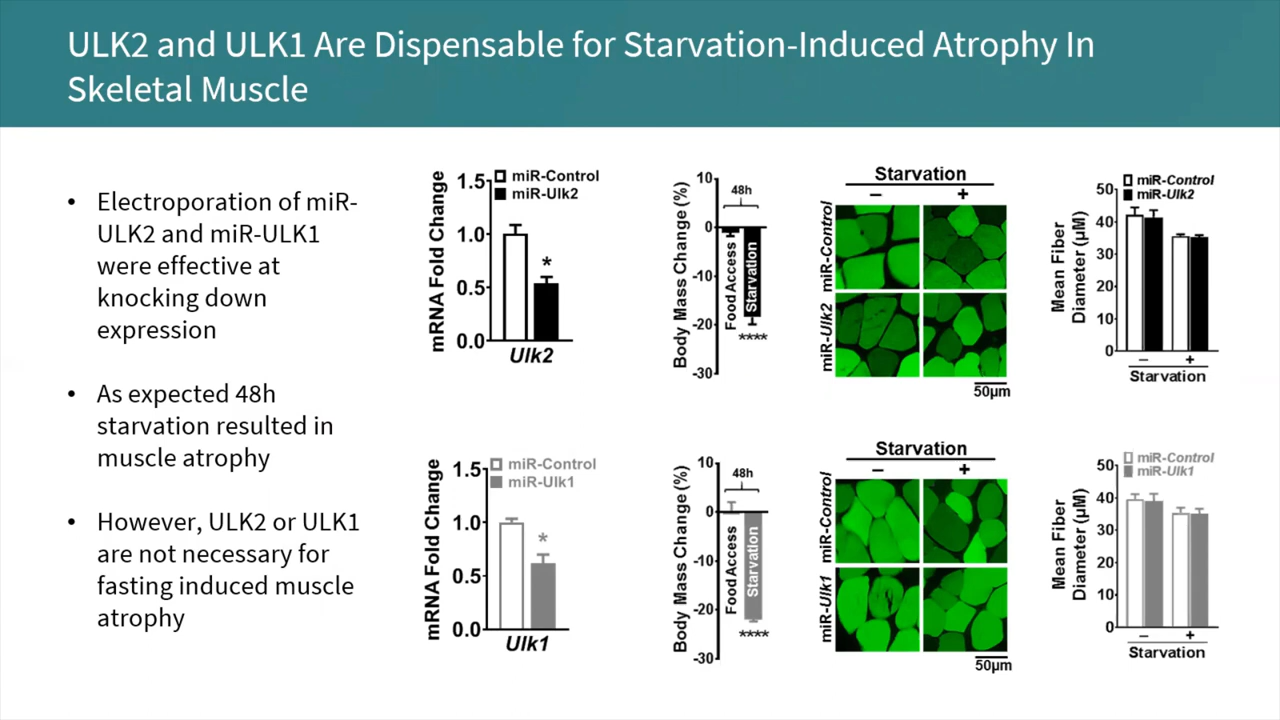 ULK2 and ULK1 Are Dispensable for Starvation-Induced Atrophy In
Skeletal Muscle
• Electroporation of miR-
ULK2 and miR-ULK1
were effective at
knocking down
expression
• As expected 48h
starvation resulted in
muscle atrophy
• However, ULK2 or ULK1
are not necessary for
fasting induced muscle
atrophy
mRNA Fold Change
1.5
1.0
0.5
0.0
miR-Control
miR-Ulk2
*
Ulk2
Body Mass Change (%)
10
0
-10
-20
-30
48h
Food Access
Starvation
****
Starvation
– +
miR-Control
miR-Ulk2
50µm
Mean Fiber
Diameter (µM)
50
40
30
20
10
0
miR-Control
miR-Ulk2
– +
Starvation
mRNA Fold Change
1.5
1.0
0.5
0.0
miR-Control
miR-Ulk1
*
Ulk1
Body Mass Change (%)
10
0
-10
-20
-30
48h
Food Access
Starvation
****
Starvation
– +
miR-Control
miR-Ulk1
50µm
Mean Fiber
Diameter (µM)
50
40
30
20
10
0
miR-Control
miR-Ulk1
– +
Starvation